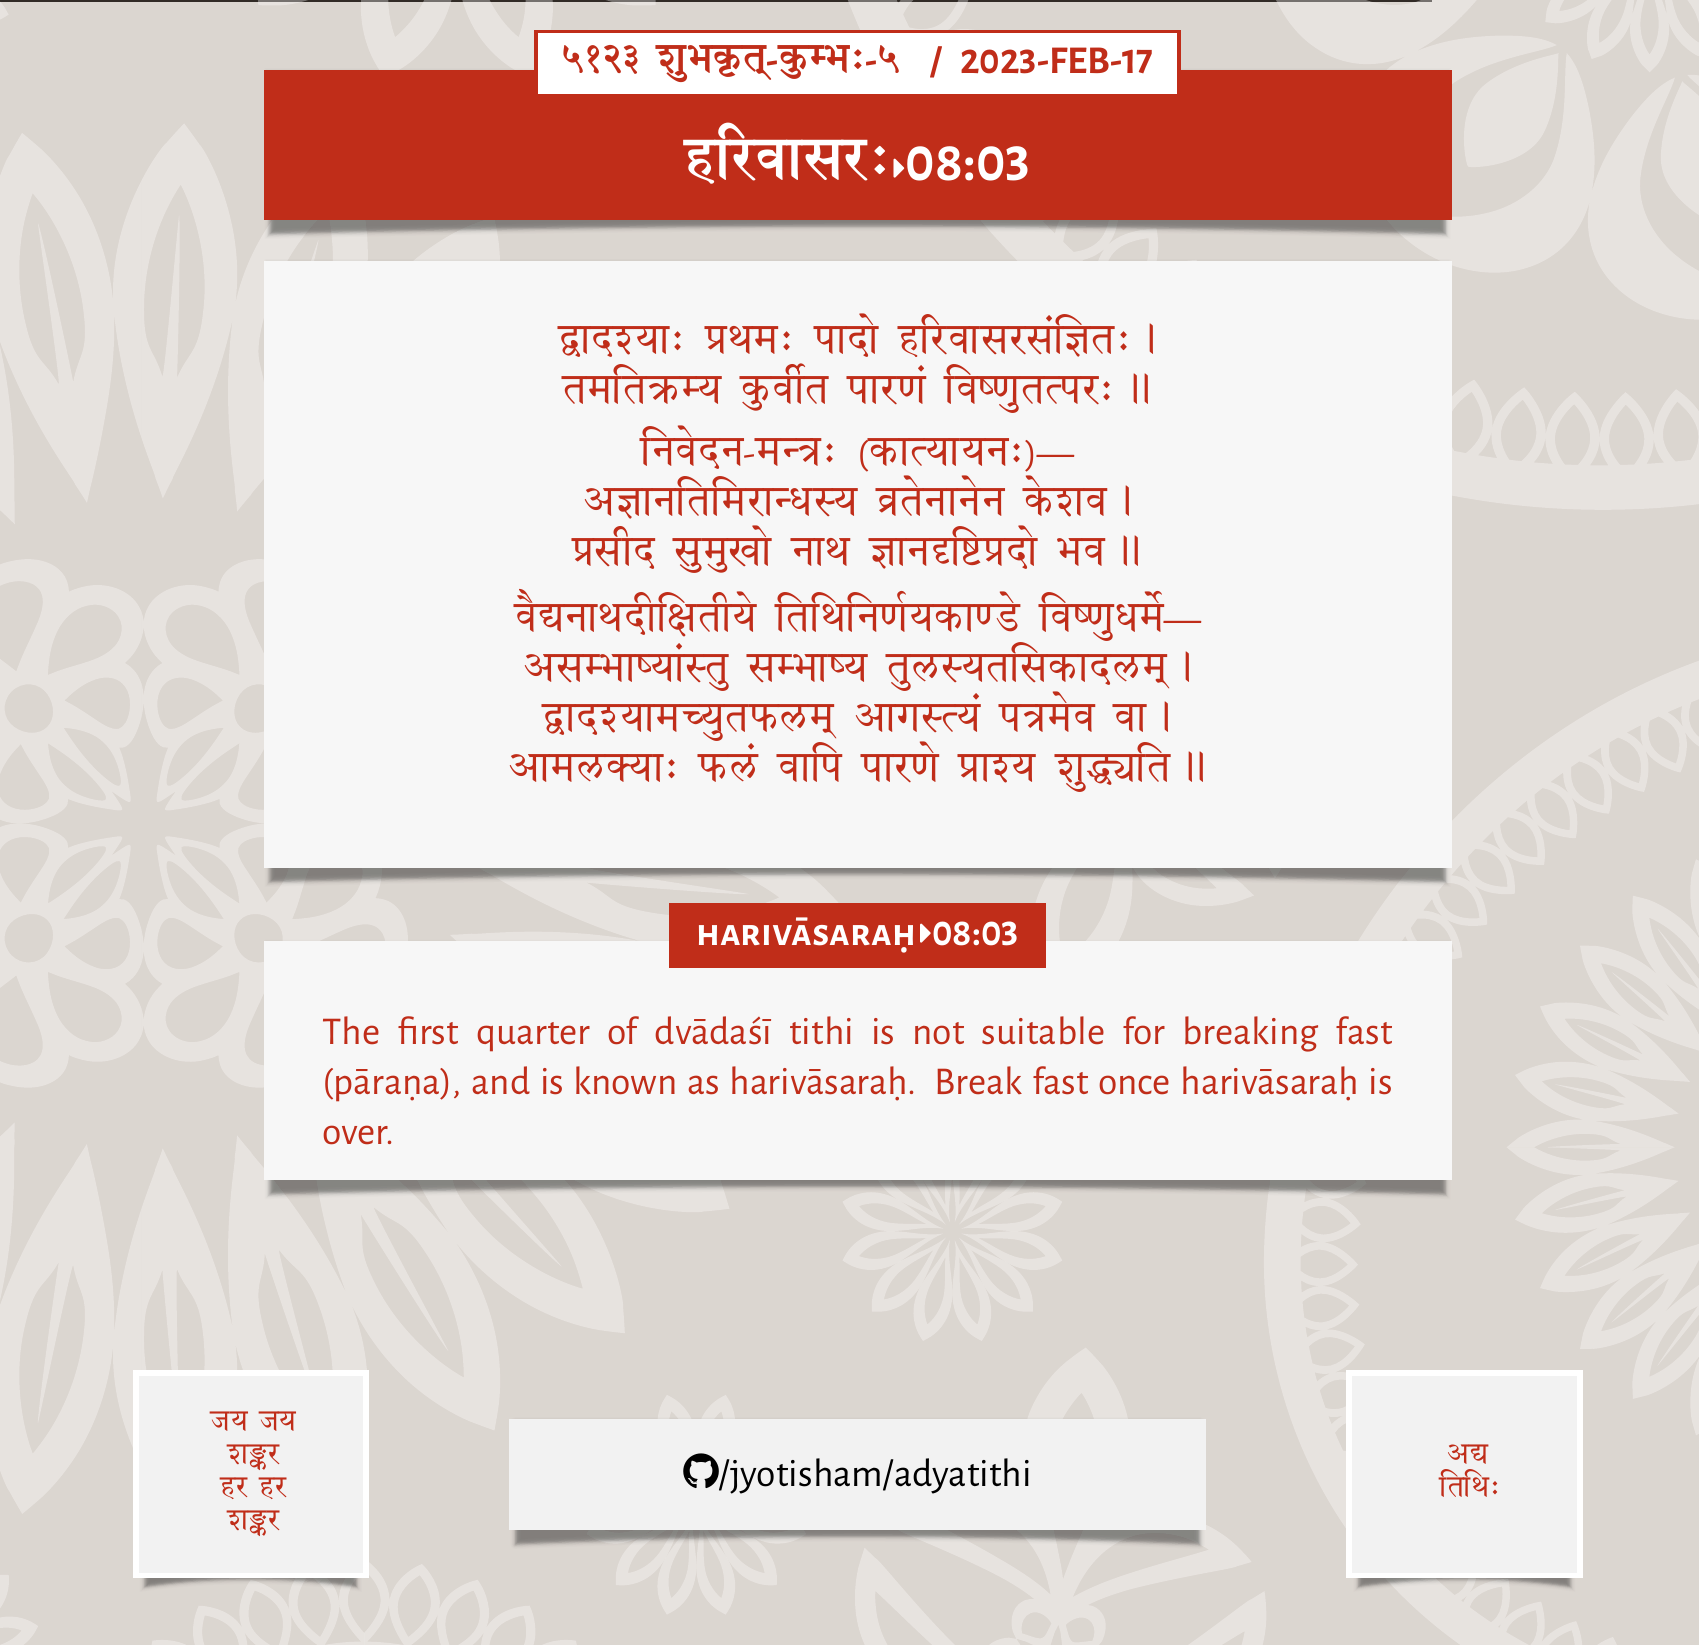 ५१२३ शुभकृत्-कुम्भः-५ / 2023-FEB-17
हरिवासरः▸08:03
द्वादश्याः प्रथमः पादो हरिवासरसंज्ञितः।
तमतिक्रम्य कुर्वीत पारणं विष्णुतत्परः॥
निवेदन-मन्त्रः (कात्यायनः)—
अज्ञानतिमिरान्धस्य व्रतेनानेन केशव।
प्रसीद सुमुखो नाथ ज्ञानदृष्टिप्रदो भव॥
वैद्यनाथदीक्षितीये तिथिनिर्णयकाण्डे विष्णुधर्मे—
असम्भाष्यांस्तु सम्भाष्य तुलस्यतसिकादलम्।
द्वादश्यामच्युतफलम् आगस्त्यं पत्रमेव वा।
आमलक्याः फलं वापि पारणे प्राश्य शुद्ध्यति॥
HARIVĀSARAḤ▸08:03
The first quarter of dvādaśī tithi is not suitable for breaking fast
(pāraṇa), and is known as harivāsaraḥ. Break fast once harivāsaraḥ is
over.
जय जय
शङ्कर
हर हर
शङ्कर
/jyotisham/adyatithi
अद्य
तिथिः